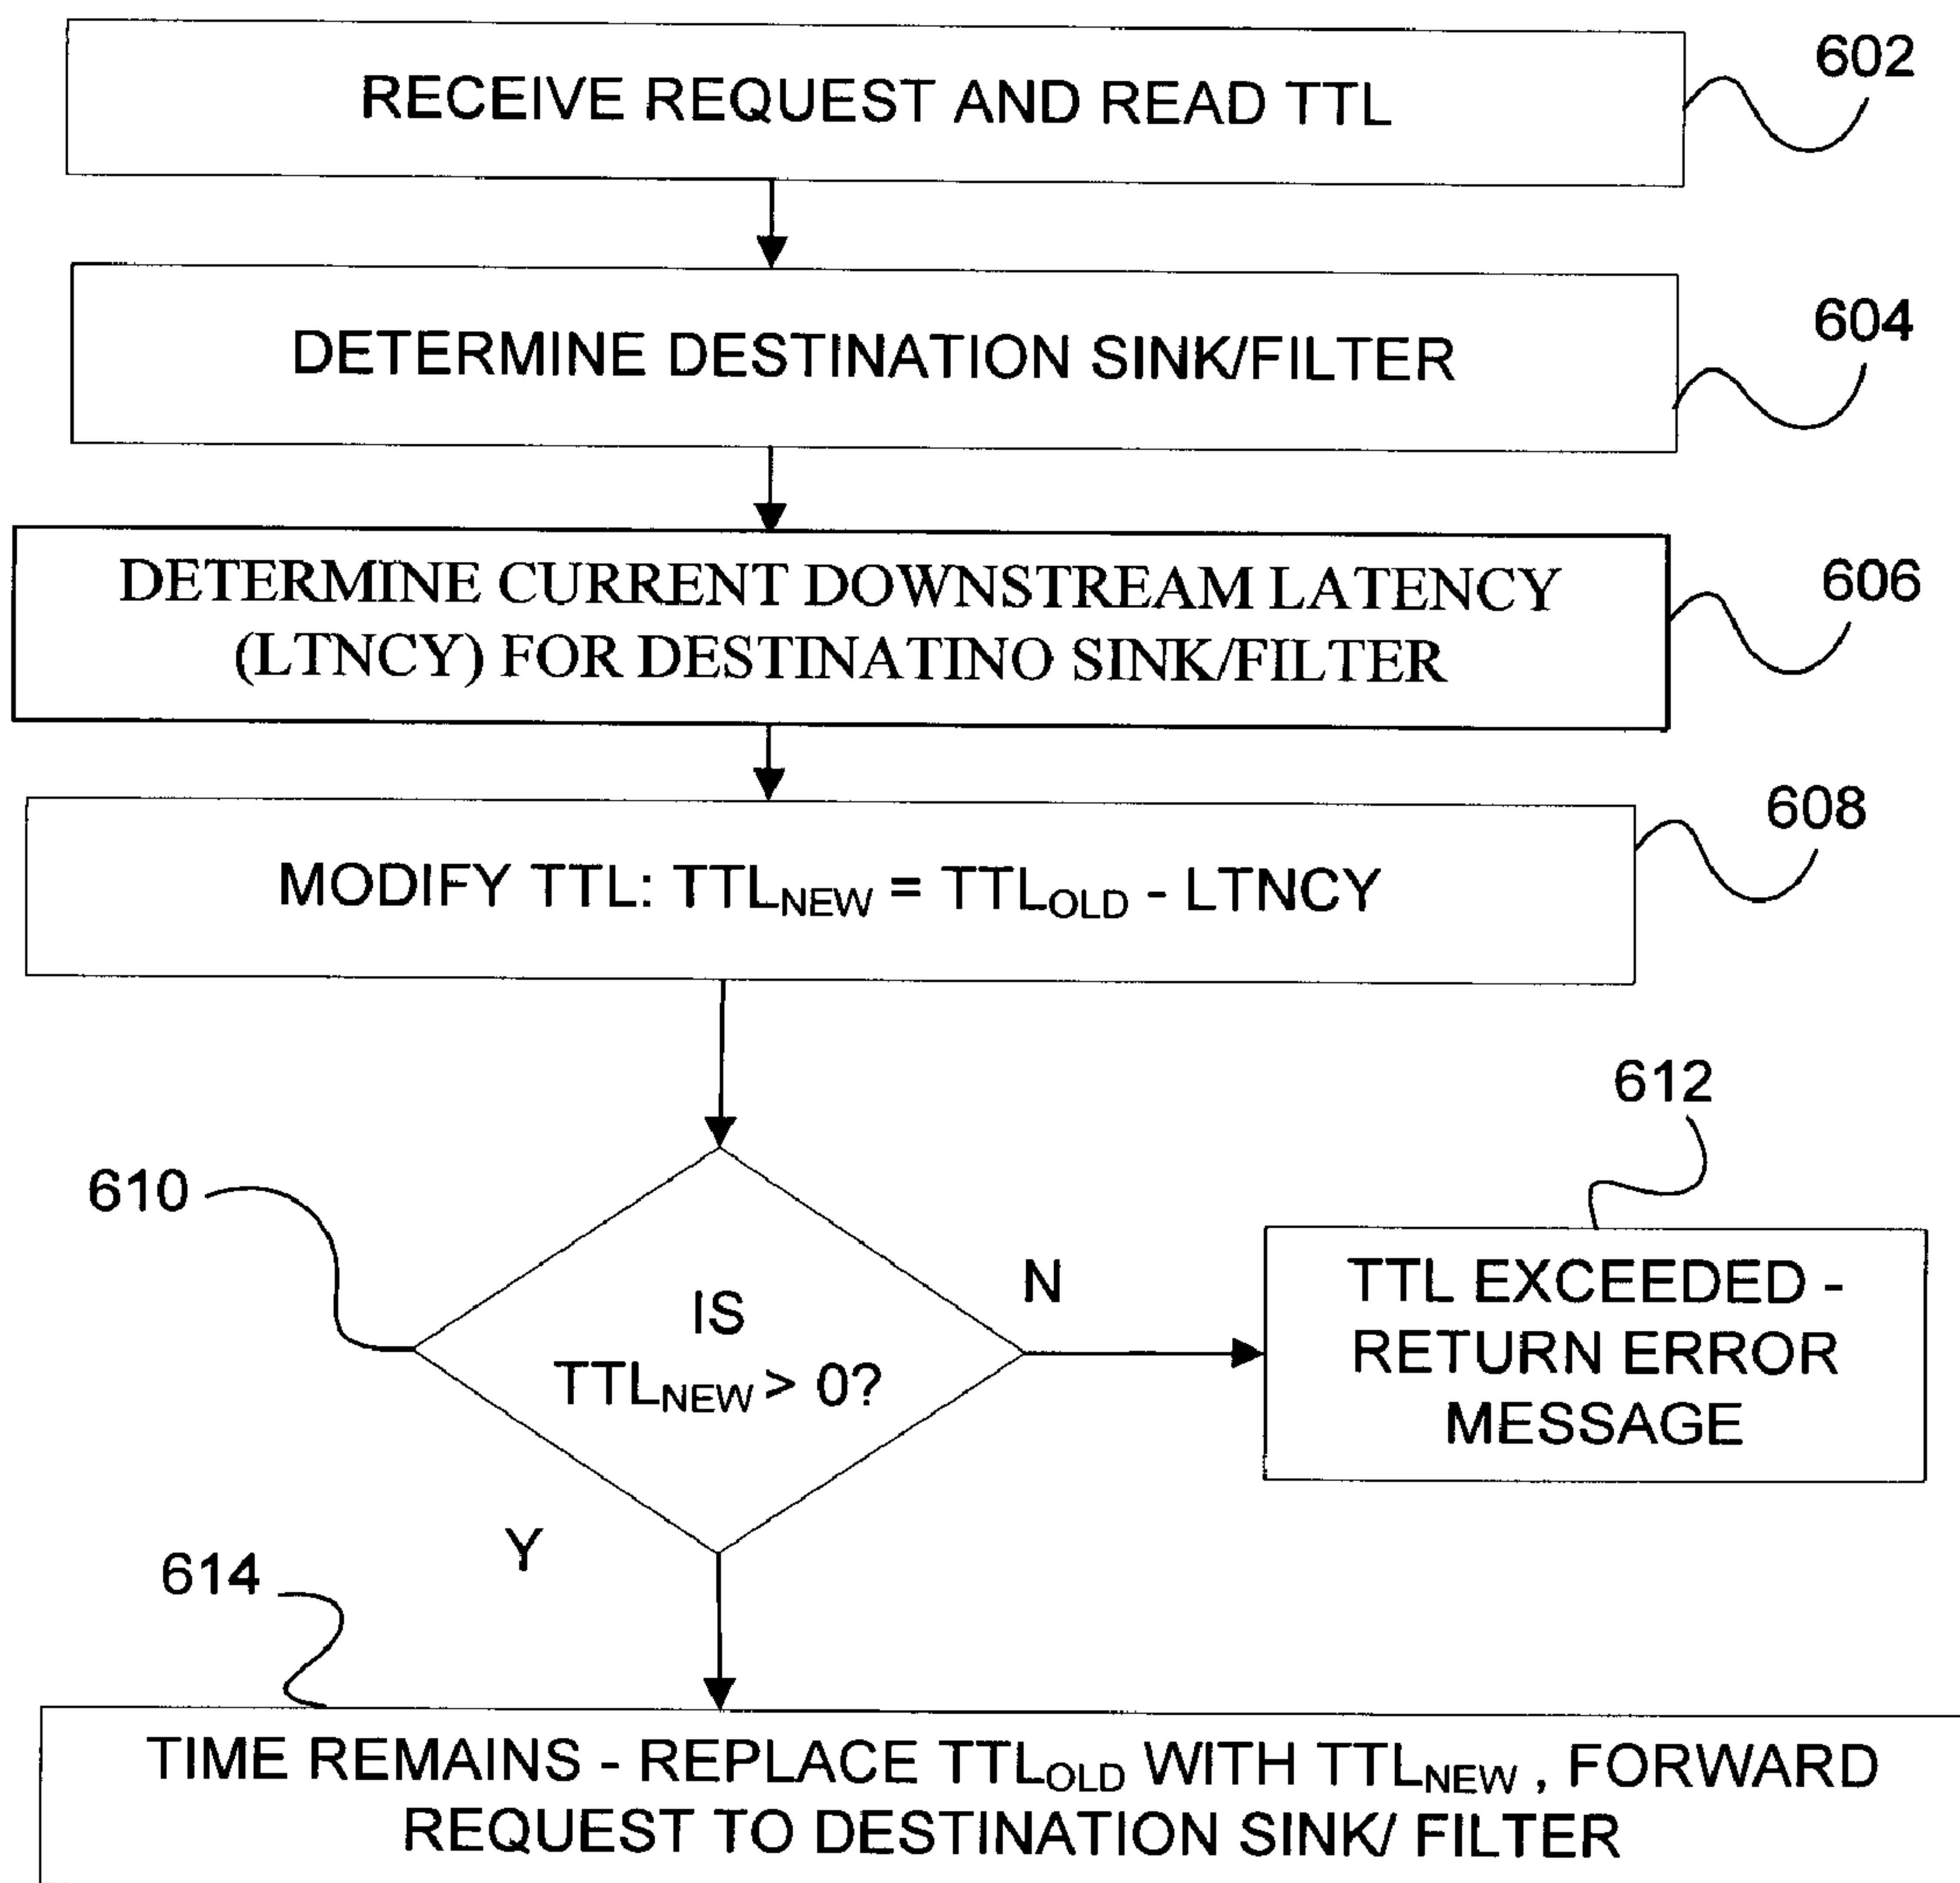 RECEIVE REQUEST AND READ TTL
602
DETERMINE DESTINATION SINK/FILTER
604
DETERMINE CURRENT DOWNSTREAM LATENCY
(LTNCY) FOR DESTINATINO SINK/FILTER
606
MODIFY TTL: TTLNEW = TTLOLD - LTNCY
608
610
IS
TTLNEW > 0?
N
612
TTL EXCEEDED -
RETURN ERROR
MESSAGE
Y
614
TIME REMAINS - REPLACE TTLOLD WITH TTLNEW , FORWARD
REQUEST TO DESTINATION SINK/ FILTER